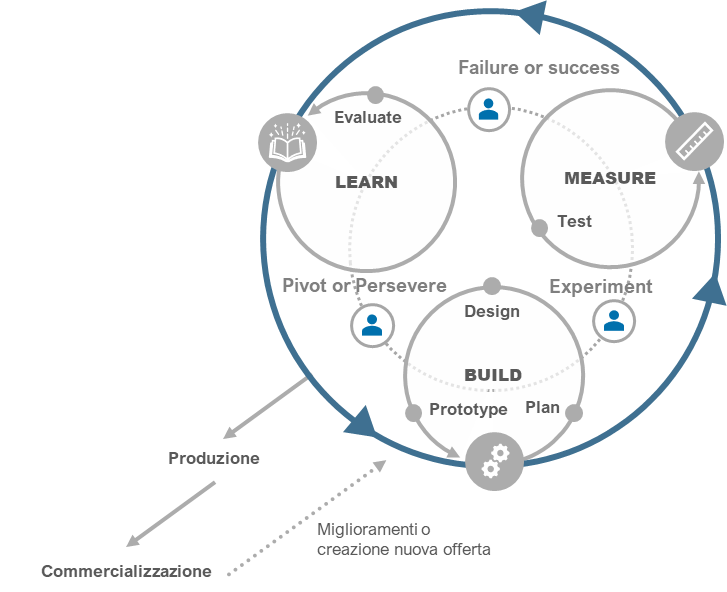 Failure or success
Evaluate
LEARN
MEASURE
Test
Pivot or Persevere
Experiment
Design
BUILD
Prototype
Plan
Produzione
Miglioramenti o
creazione nuova offerta
Commercializzazione